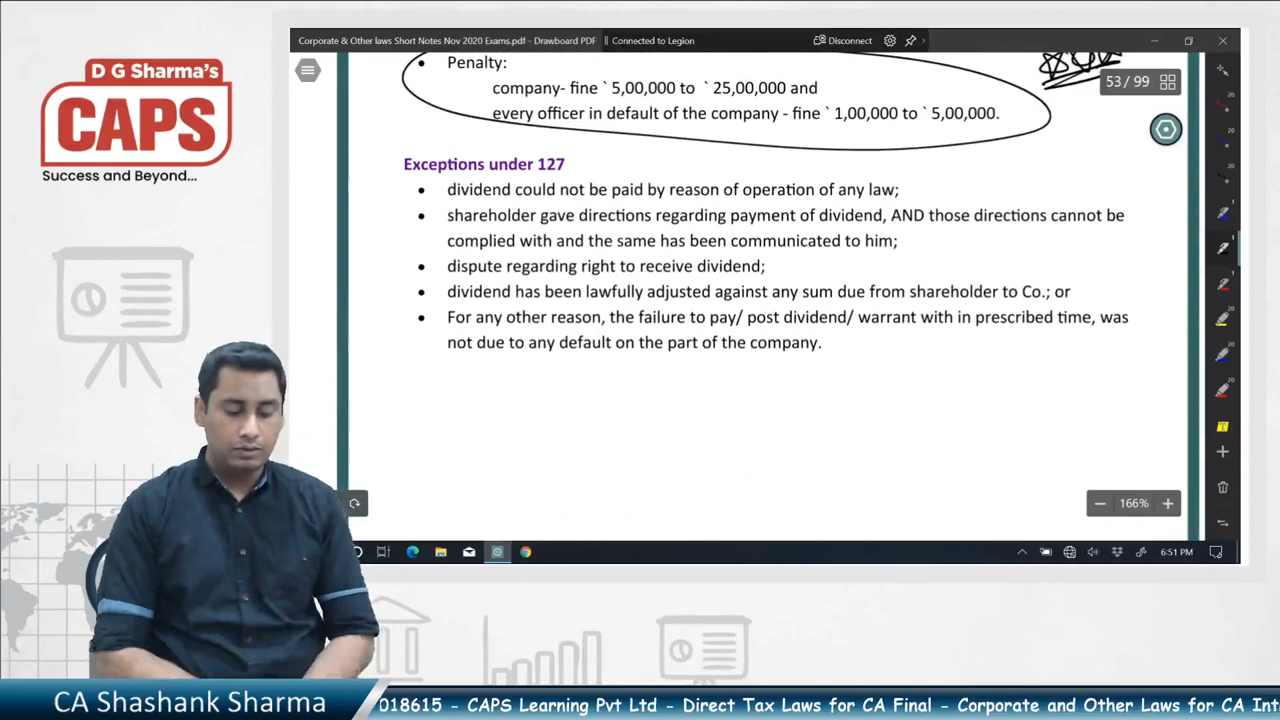 D G Sharma's
CAPS
Success and Beyond...
Corporate & Other laws Short Notes Nov 2020 Exams.pdf - Drawboard PDF || Connected to Legion
Disconnect
53 / 99
• Penalty:
company- fine ` 5,00,000 to ` 25,00,000 and
every officer in default of the company - fine ` 1,00,000 to ` 5,00,000.
Exceptions under 127
• dividend could not be paid by reason of operation of any law;
• shareholder gave directions regarding payment of dividend, AND those directions cannot be
complied with and the same has been communicated to him;
• dispute regarding right to receive dividend;
• dividend has been lawfully adjusted against any sum due from shareholder to Co.; or
• For any other reason, the failure to pay/ post dividend/ warrant with in prescribed time, was
not due to any default on the part of the company.
166%
6:51 PM
CA Shashank Sharma
018615 - CAPS Learning Pvt Ltd - Direct Tax Laws for CA Final - Corporate and Other Laws for CA Int